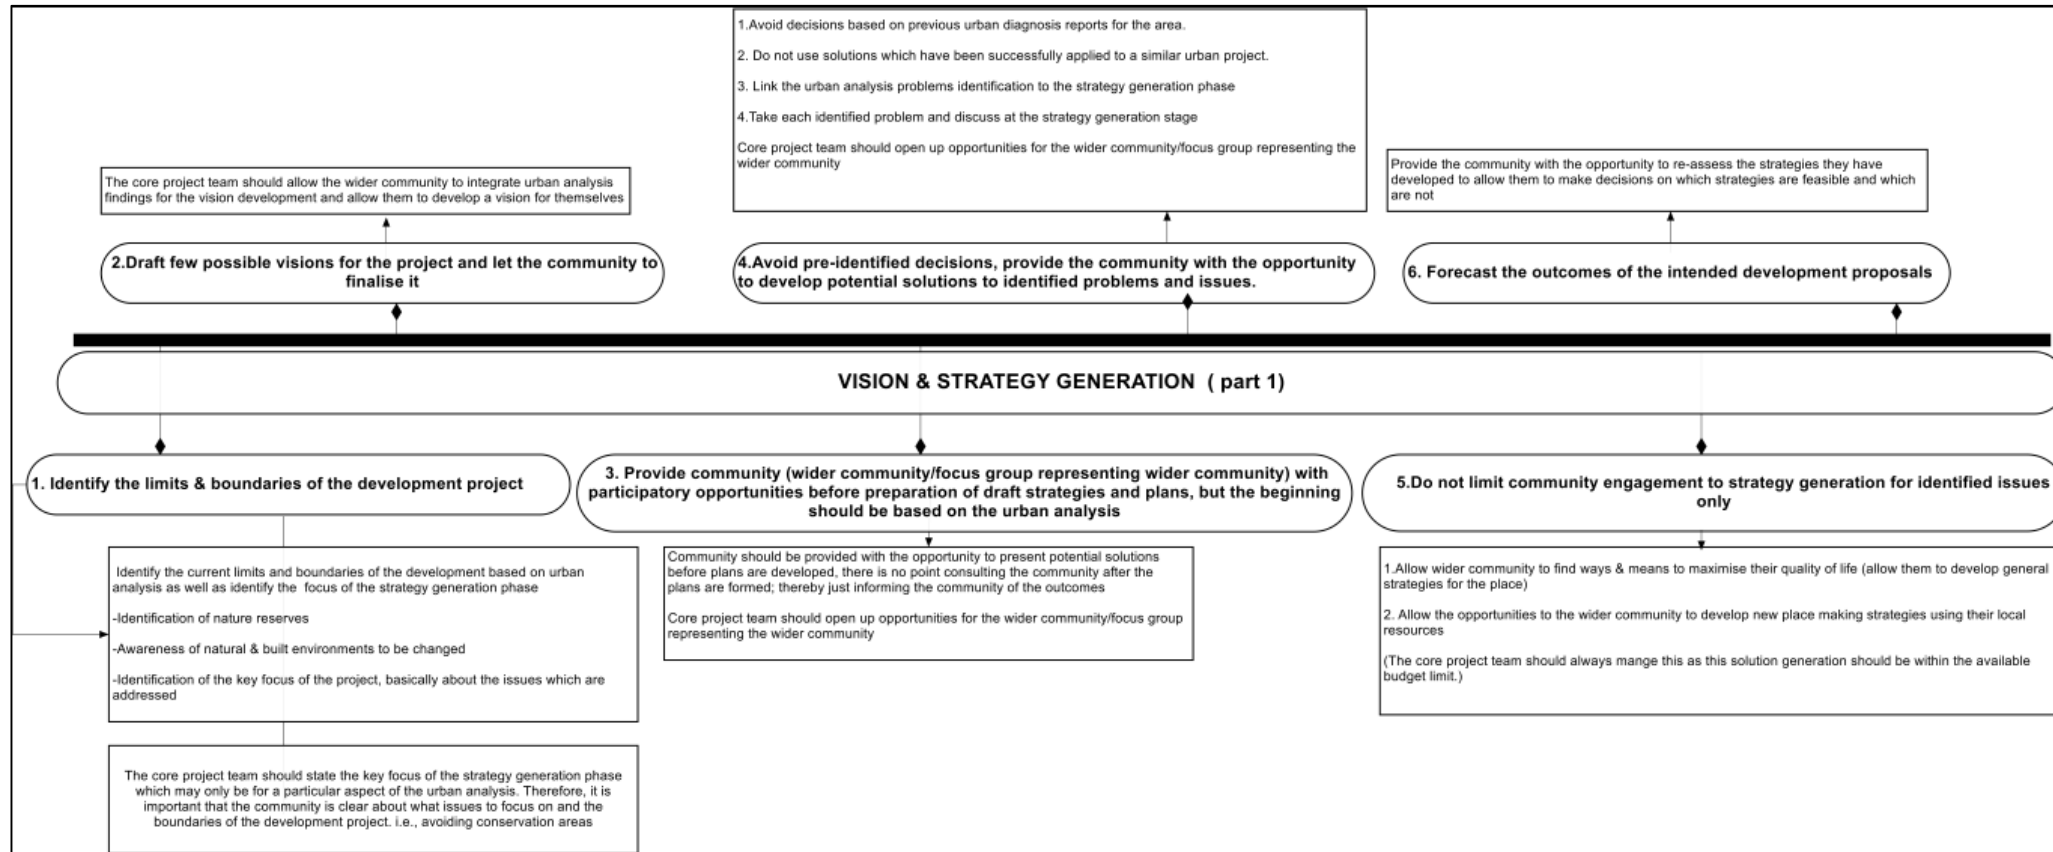 1.Avoid decisions based on previous urban diagnosis reports for the area.
2. Do not use solutions which have been successfully applied to a similar urban project.
3. Link the urban analysis problems identification to the strategy generation phase
4.Take each identified problem and discuss at the strategy generation stage
Core project team should open up opportunities for the wider community/focus group representing the
wider community
The core project team should allow the wider community to integrate urban analysis
findings for the vision development and allow them to develop a vision for themselves
Provide the community with the opportunity to re-assess the strategies they have
developed to allow them to make decisions on which strategies are feasible and which
are not
2.Draft few possible visions for the project and let the community to
finalise it
4.Avoid pre-identified decisions, provide the community with the opportunity
to develop potential solutions to identified problems and issues.
6. Forecast the outcomes of the intended development proposals
VISION & STRATEGY GENERATION ( part 1)
1. Identify the limits & boundaries of the development project
3. Provide community (wider community/focus group representing wider community) with
participatory opportunities before preparation of draft strategies and plans, but the beginning
should be based on the urban analysis
5.Do not limit community engagement to strategy generation for identified issues
only
Identify the current limits and boundaries of the development based on urban
analysis as well as identify the focus of the strategy generation phase
-Identification of nature reserves
-Awareness of natural & built environments to be changed
-Identification of the key focus of the project, basically about the issues which are
addressed
Community should be provided with the opportunity to present potential solutions
before plans are developed, there is no point consulting the community after the
plans are formed; thereby just informing the community of the outcomes
Core project team should open up opportunities for the wider community/focus group
representing the wider community
1.Allow wider community to find ways & means to maximise their quality of life (allow them to develop general
strategies for the place)
2. Allow the opportunities to the wider community to develop new place making strategies using their local
resources
(The core project team should always mange this as this solution generation should be within the available
budget limit.)
The core project team should state the key focus of the strategy generation phase
which may only be for a particular aspect of the urban analysis. Therefore, it is
important that the community is clear about what issues to focus on and the
boundaries of the development project. i.e., avoiding conservation areas